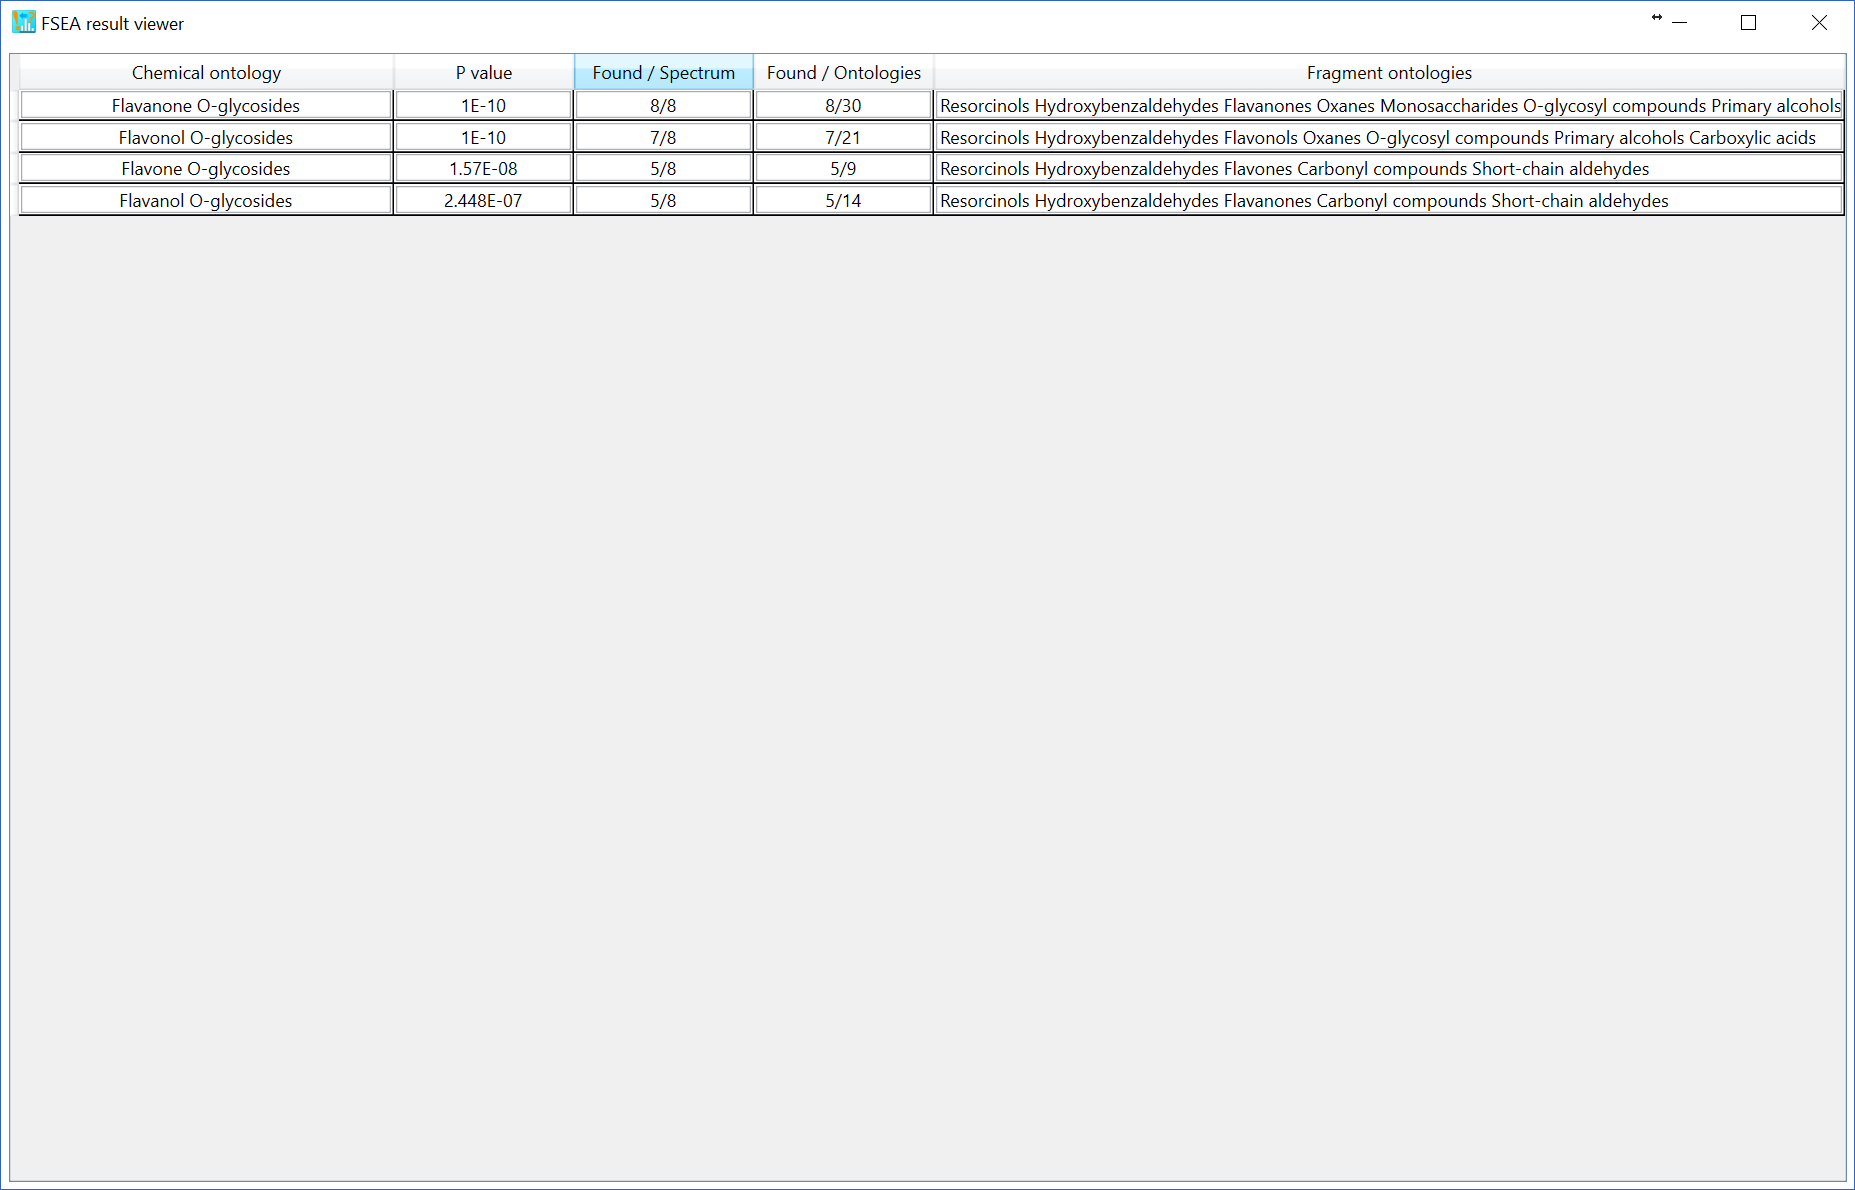 FSEA result viewer
Chemical ontology P value Found / Spectrum Found / Ontologies Fragment ontologies
Flavanone O-glycosides 1E-10 8/8 8/30 Resorcinols Hydroxybenzaldehydes Flavanones Oxanes Monosaccharides O-glycosyl compounds Primary alcohols
Flavonol O-glycosides 1E-10 7/8 7/21 Resorcinols Hydroxybenzaldehydes Flavonols Oxanes O-glycosyl compounds Primary alcohols Carboxylic acids
Flavone O-glycosides 1.57E-08 5/8 5/9 Resorcinols Hydroxybenzaldehydes Flavones Carbonyl compounds Short-chain aldehydes
Flavanol O-glycosides 2.448E-07 5/8 5/14 Resorcinols Hydroxybenzaldehydes Flavanones Carbonyl compounds Short-chain aldehydes